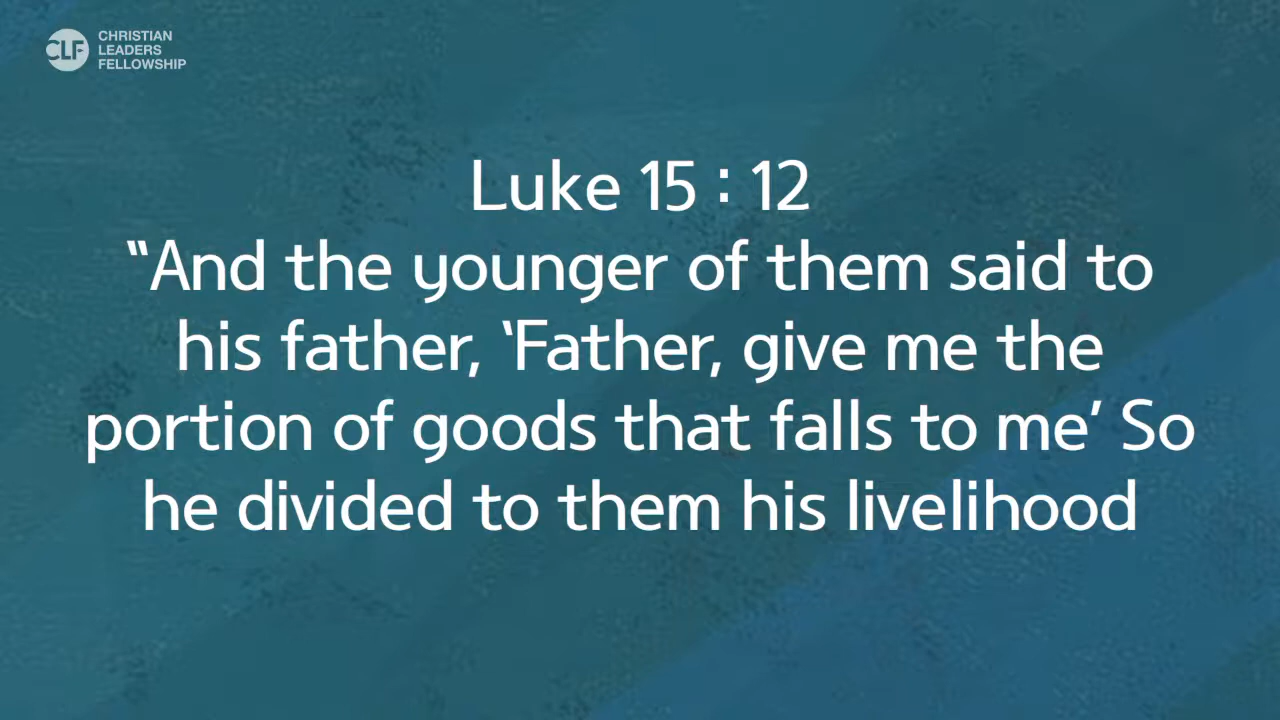 CLF
CHRISTIAN
LEADERS
FELLOWSHIP
Luke 15 : 12
“And the younger of them said to
his father, ‘Father, give me the
portion of goods that falls to me’ So
he divided to them his livelihood